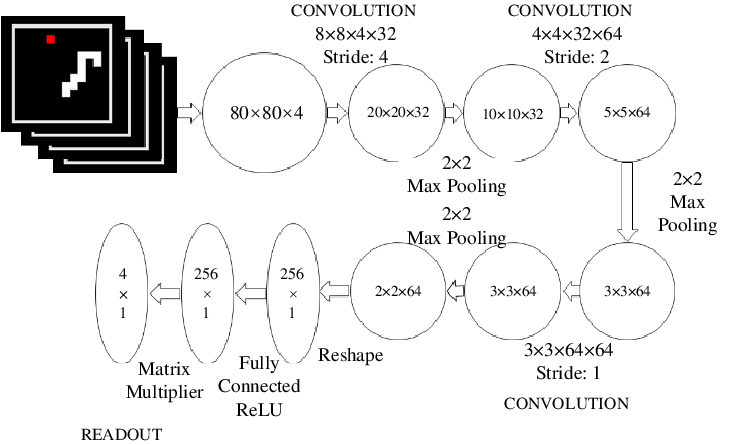 CONVOLUTION
8×8×4×32
Stride: 4
CONVOLUTION
4×4×32×64
Stride: 2
80×80×4
20×20×32
10×10×32
5×5×64
2×2
Max Pooling
2×2
Max
Pooling
2×2
Max Pooling
4
×
1
256
×
1
256
×
1
2×2×64
3×3×64
3×3×64
Matrix
Multiplier
Fully
Connected
ReLU
Reshape
3×3×64×64
Stride: 1
CONVOLUTION
READOUT